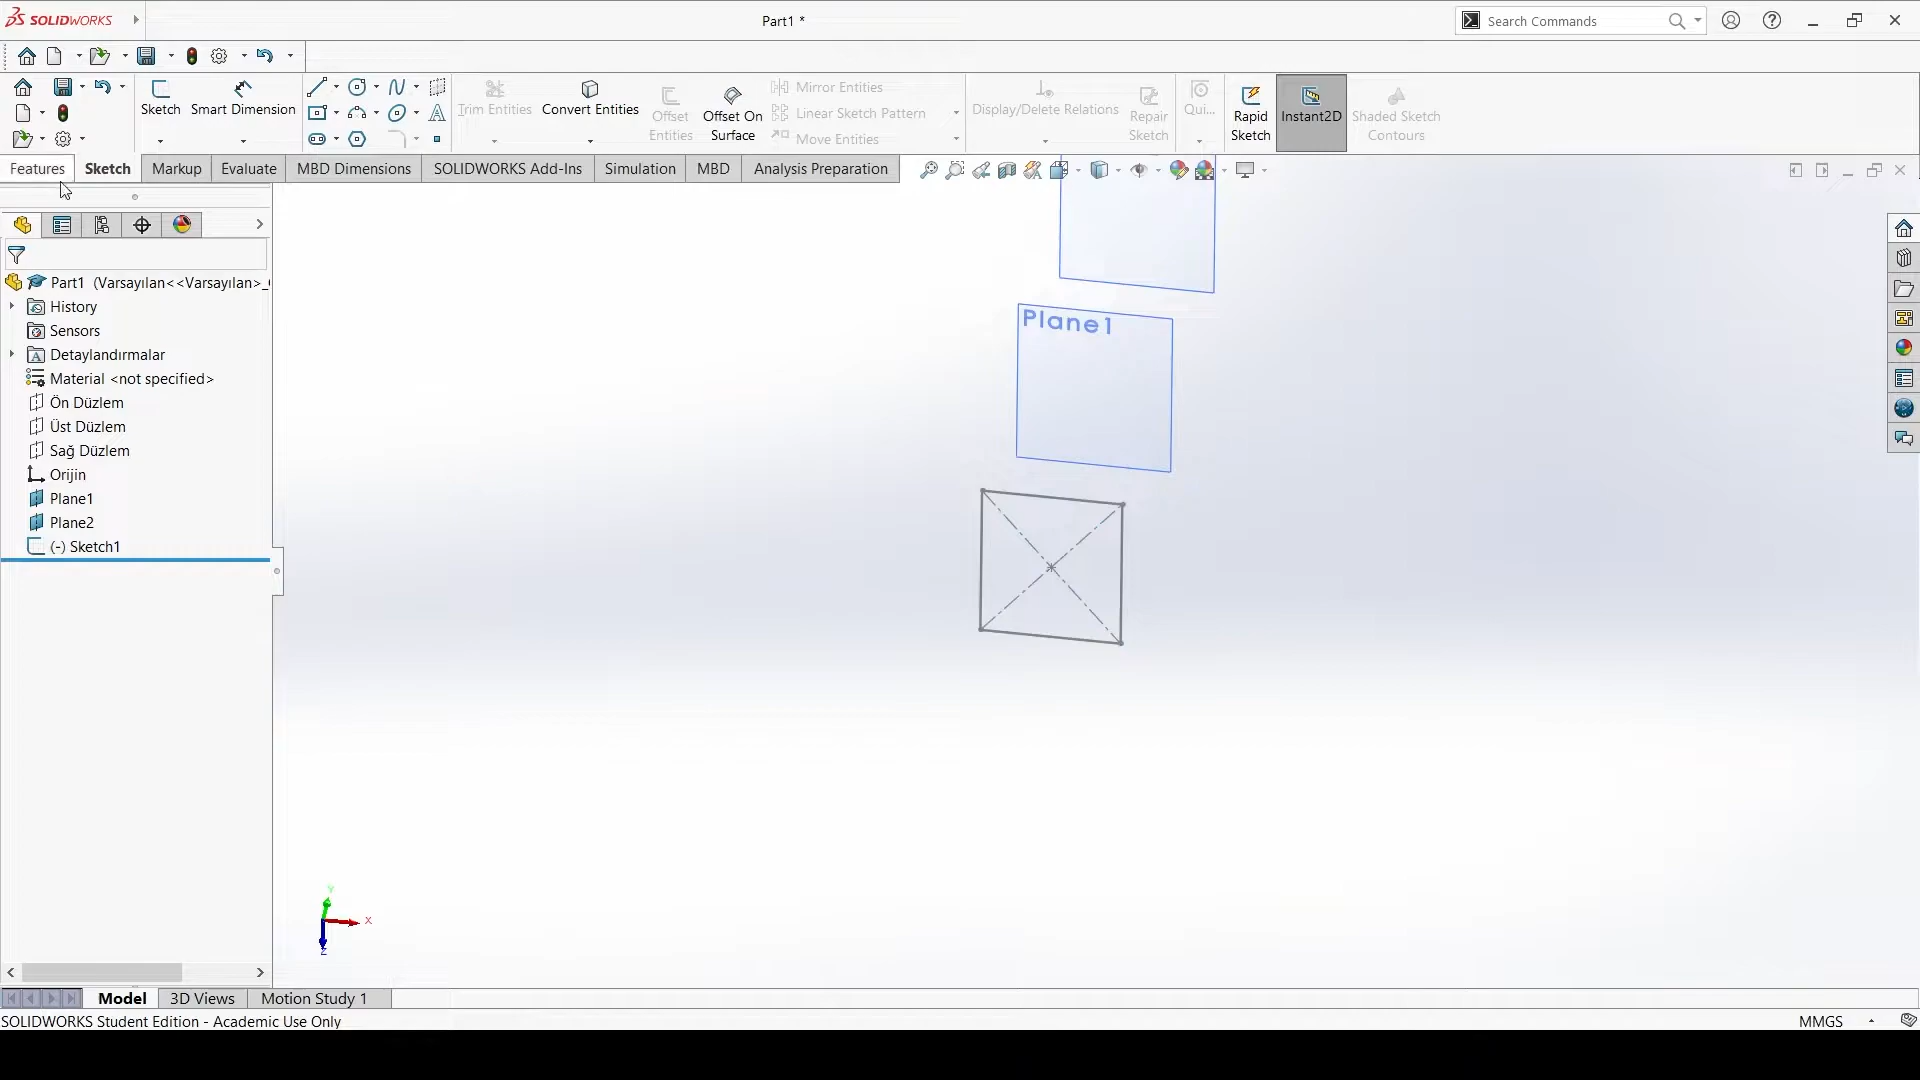 SOLIDWORKS
Part1 *
Search Commands
Sketch
Smart Dimension
Trim Entities
Convert Entities
Offset Entities
Offset On Surface
Mirror Entities
Linear Sketch Pattern
Move Entities
Display/Delete Relations
Repair Sketch
Qui...
Rapid Sketch
Instant2D
Shaded Sketch Contours
Features
Sketch
Markup
Evaluate
MBD Dimensions
SOLIDWORKS Add-Ins
Simulation
MBD
Analysis Preparation
Part1 (Varsayılan<<Varsayılan>_
History
Sensors
Detaylandırmalar
Material <not specified>
Ön Düzlem
Üst Düzlem
Sağ Düzlem
Orijin
Plane1
Plane2
(-) Sketch1
Plane1
Y
X
Z
Model
3D Views
Motion Study 1
SOLIDWORKS Student Edition - Academic Use Only
MMGS